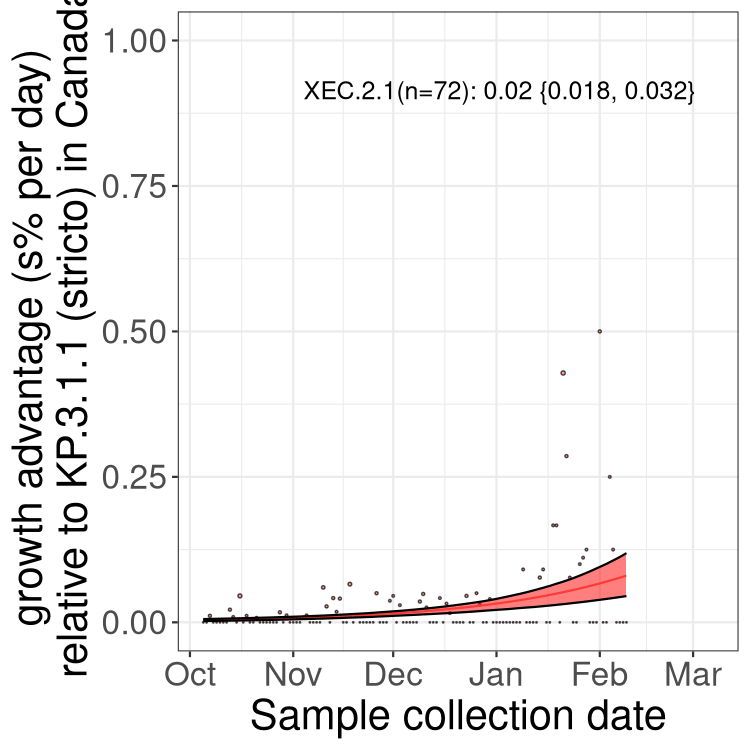 growth advantage (s% per day)
relative to KP.3.1.1 (stricto) in Canada
1.00
0.75
0.50
0.25
0.00
XEC.2.1(n=72): 0.02 {0.018, 0.032}
Oct Nov Dec Jan Feb Mar
Sample collection date